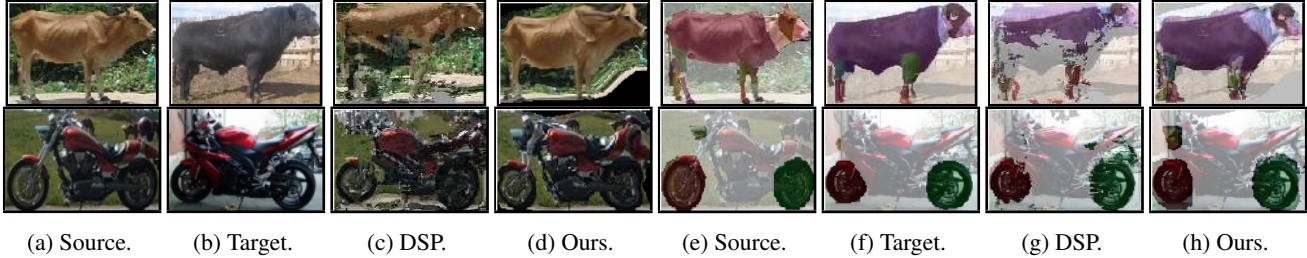 (a) Source. (b) Target. (c) DSP. (d) Ours. (e) Source. (f) Target. (g) DSP. (h) Ours.